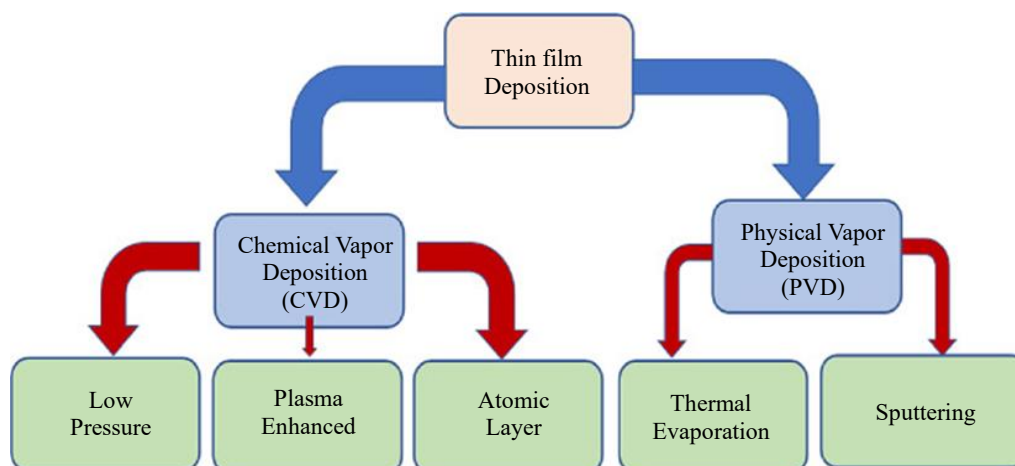 Thin film
Deposition
Chemical Vapor
Deposition
(CVD)
Physical Vapor
Deposition
(PVD)
Low
Pressure
Plasma
Enhanced
Atomic
Layer
Thermal
Evaporation
Sputtering